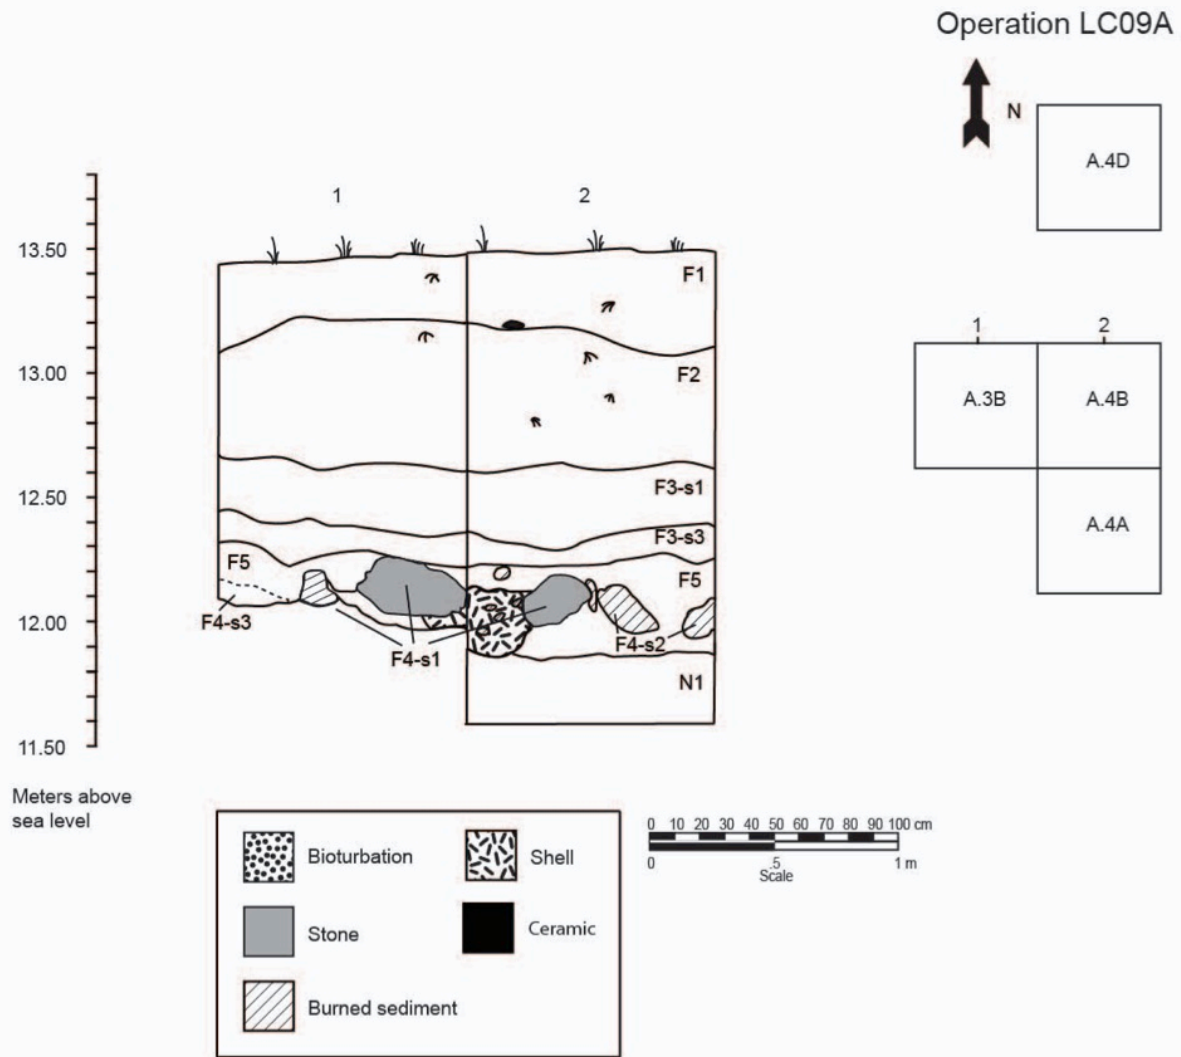 Operation LC09A
N
A.4D
1
2
A.3B
A.4B
A.4A
1
2
13.50
13.00
12.50
12.00
11.50
Meters above
sea level
F1
F2
F3-s1
F3-s3
F5
F5
F4-s3
F4-s1
F4-s2
N1
Bioturbation
Shell
Stone
Ceramic
Burned sediment
0 10 20 30 40 50 60 70 80 90 100 cm
0 .5 1 m
Scale